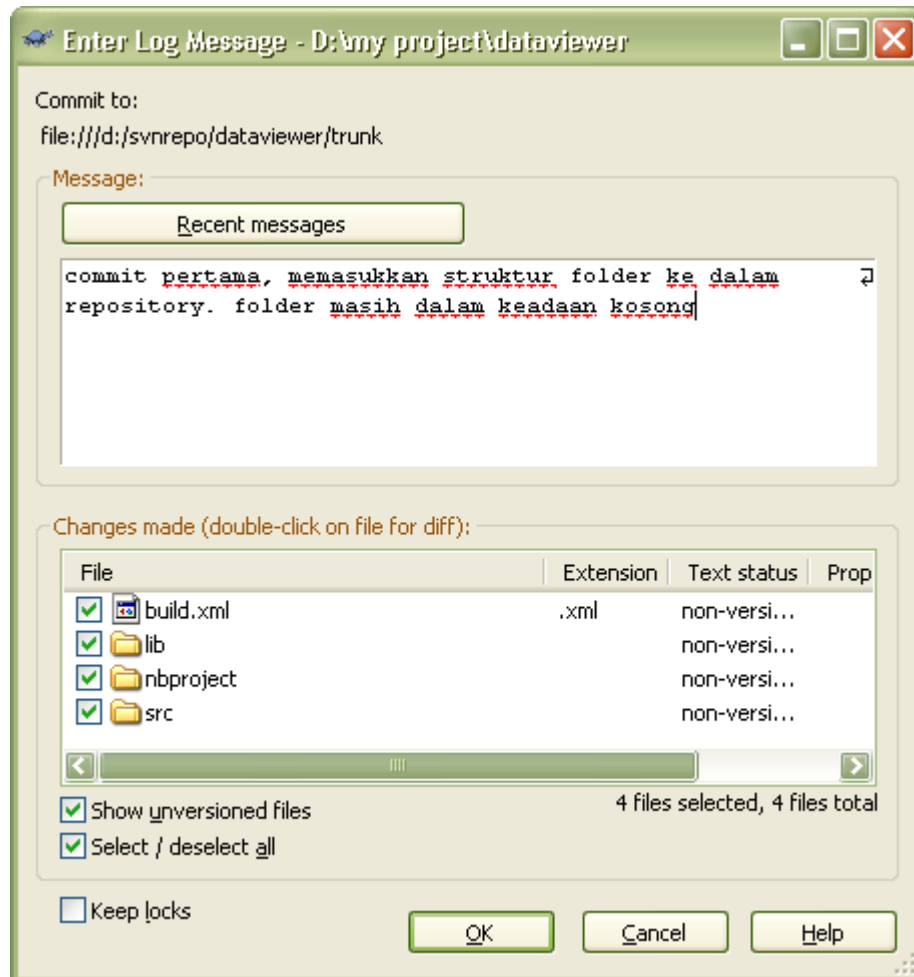 Enter Log Message - D:\my project\dataviewer
Commit to:
file:///d:/svnrepo/dataviewer/trunk
Message:
Recent messages
commit pertama, memasukkan struktur folder ke dalam
repository. folder masih dalam keadaan kosong
Changes made (double-click on file for diff):
File Extension Text status Prop
build.xml .xml non-versi...
lib non-versi...
nbproject non-versi...
src non-versi...
Show unversioned files 4 files selected, 4 files total
Select / deselect all
Keep locks OK Cancel Help